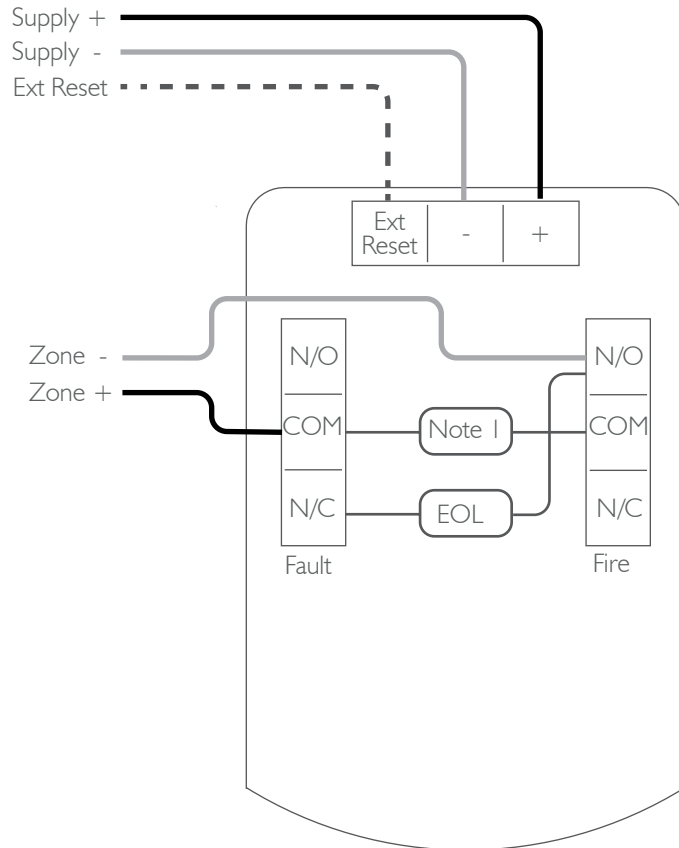 Supply +
Supply -
Ext Reset
Ext
Reset
-
+
Zone -
Zone +
N/O
COM
N/C
Fault
Note 1
EOL
N/O
COM
N/C
Fire